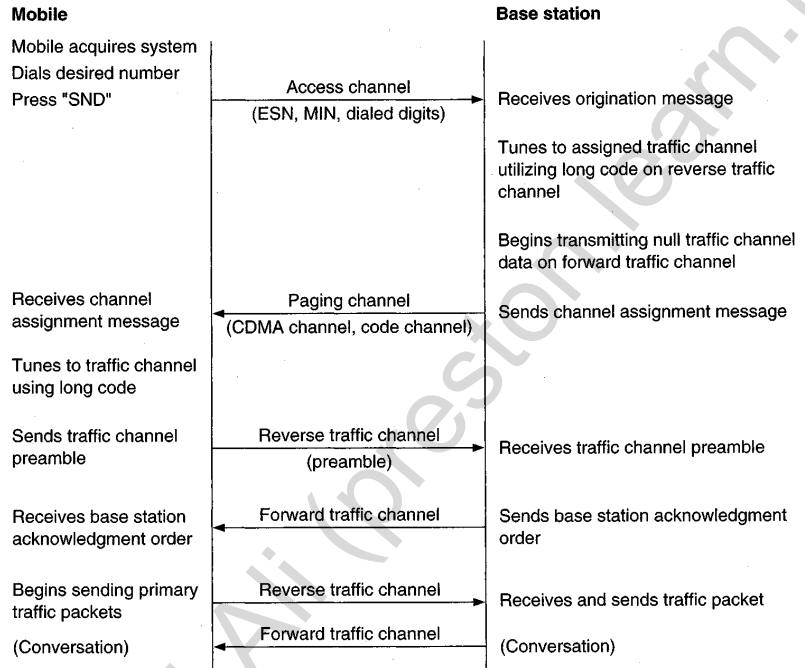 Mobile
Base station
Mobile acquires system
Dials desired number
Press "SND"
Access channel
(ESN, MIN, dialed digits)
Receives origination message
Tunes to assigned traffic channel
utilizing long code on reverse traffic
channel
Begins transmitting null traffic channel
data on forward traffic channel
Receives channel
assignment message
Paging channel
(CDMA channel, code channel)
Sends channel assignment message
Tunes to traffic channel
using long code
Sends traffic channel
preamble
Reverse traffic channel
(preamble)
Receives traffic channel preamble
Receives base station
acknowledgment order
Forward traffic channel
Sends base station acknowledgment
order
Begins sending primary
traffic packets
Reverse traffic channel
Receives and sends traffic packet
(Conversation)
Forward traffic channel
(Conversation)
Ali (preston.learn.